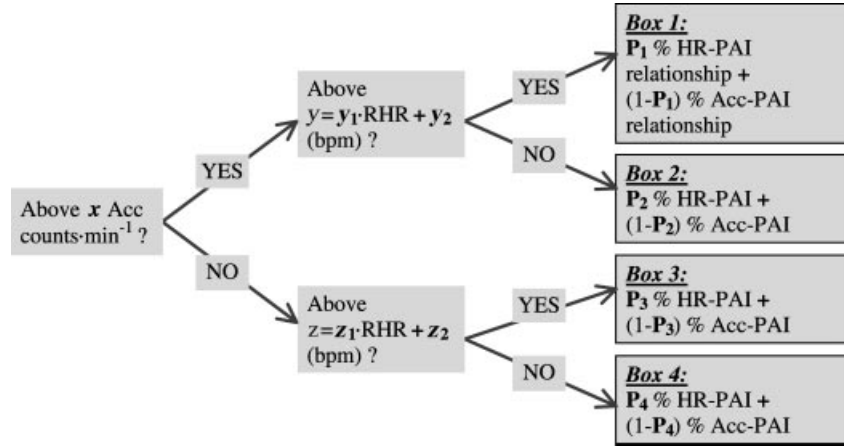 Above x Acc
counts·min⁻¹ ?
YES
NO
Above
y=y₁·RHR + y₂
(bpm) ?
YES
NO
Above
z=z₁·RHR + z₂
(bpm) ?
YES
NO
Box 1:
P₁ % HR-PAI
relationship +
(1-P₁) % Acc-PAI
relationship
Box 2:
P₂ % HR-PAI +
(1-P₂) % Acc-PAI
Box 3:
P₃ % HR-PAI +
(1-P₃) % Acc-PAI
Box 4:
P₄ % HR-PAI +
(1-P₄) % Acc-PAI